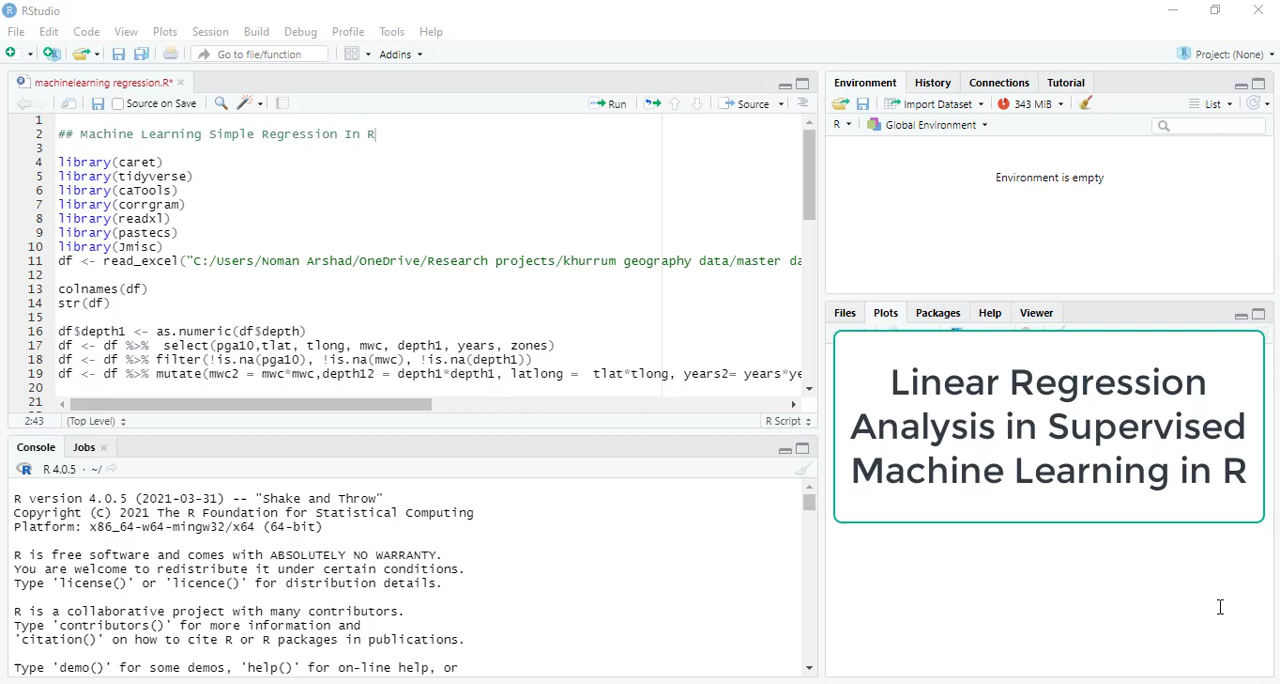 RStudio
File Edit Code View Plots Session Build Debug Profile Tools Help
Go to file/function Addins Project: (None)
machinelearning regression.R*
Source on Save Run Source
1
2 ## Machine Learning Simple Regression In R
3
4 library(caret)
5 library(tidyverse)
6 library(caTools)
7 library(corrgram)
8 library(readxl)
9 library(pastecs)
10 library(Jmisc)
11 df <- read_excel("C:/Users/Noman Arshad/OneDrive/Research projects/khurrum geography data/master da
12
13 colnames(df)
14 str(df)
15
16 df$depth1 <- as.numeric(df$depth)
17 df <- df %>% select(pga10,tlat, tlong, mwc, depth1, years, zones)
18 df <- df %>% filter(!is.na(pga10), !is.na(mwc), !is.na(depth1))
19 df <- df %>% mutate(mwc2 = mwc*mwc,depth12 = depth1*depth1, latlong = tlat*tlong, years2= years*ye
20
21
2:43 (Top Level) R Script
Console Jobs
R 4.0.5 · ~/
R version 4.0.5 (2021-03-31) -- "Shake and Throw"
Copyright (C) 2021 The R Foundation for Statistical Computing
Platform: x86_64-w64-mingw32/x64 (64-bit)
R is free software and comes with ABSOLUTELY NO WARRANTY.
You are welcome to redistribute it under certain conditions.
Type 'license()' or 'licence()' for distribution details.
R is a collaborative project with many contributors.
Type 'contributors()' for more information and
'citation()' on how to cite R or R packages in publications.
Type 'demo()' for some demos, 'help()' for on-line help, or
Environment History Connections Tutorial
Import Dataset 343 MiB List
R Global Environment
Environment is empty
Files Plots Packages Help Viewer
Linear Regression
Analysis in Supervised
Machine Learning in R